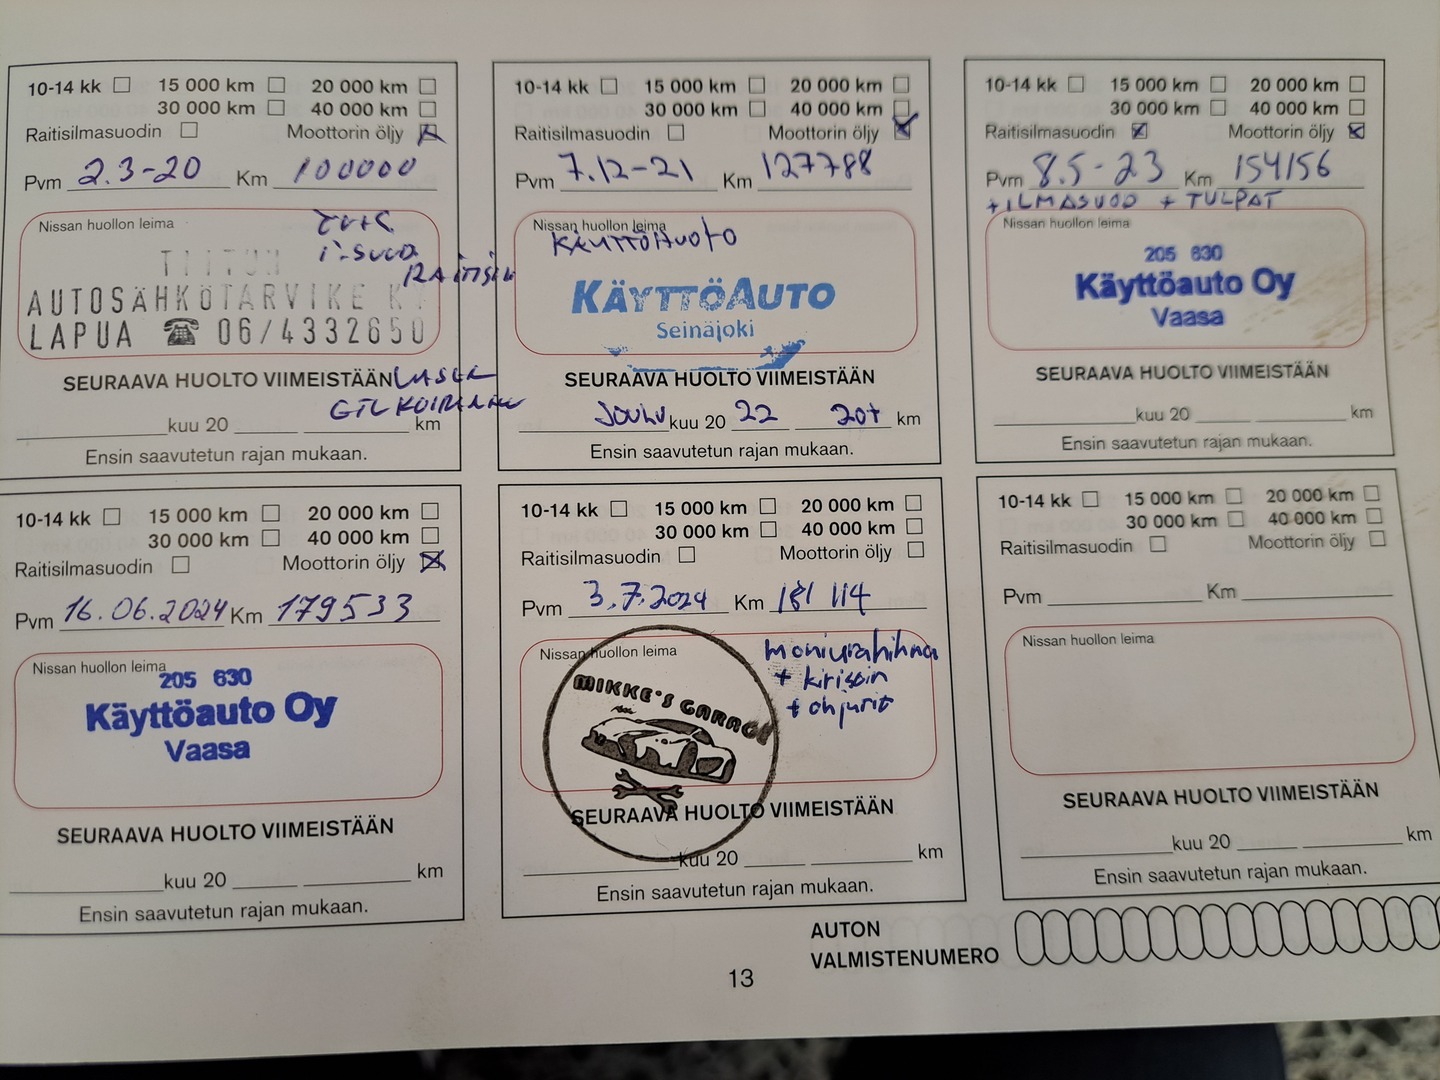 10-14 kk 15 000 km 20 000 km
30 000 km 40 000 km
Raitisilmasuodin Moottorin öljy
Pvm 2.3-20 Km 100000
Nissan huollon leima
i-suod
RAITISIL
AUTOSÄHKÖTARVIKE K
LAPUA ☎ 06/4332650
SEURAAVA HUOLTO VIIMEISTÄÄN
kuu 20 km
Ensin saavutetun rajan mukaan.
10-14 kk 15 000 km 20 000 km
30 000 km 40 000 km
Raitisilmasuodin Moottorin öljy
Pvm 7.12-21 Km 127788
Nissan huollon leima
KÄYTTÖAUTO
KÄYTTÖAUTO
Seinäjoki
SEURAAVA HUOLTO VIIMEISTÄÄN
JOULU kuu 20 22 20t km
Ensin saavutetun rajan mukaan.
10-14 kk 15 000 km 20 000 km
30 000 km 40 000 km
Raitisilmasuodin Moottorin öljy
Pvm 8.5-23 Km 154156
+ILMASUOD + TULPAT
Nissan huollon leima
205 630
Käyttöauto Oy
Vaasa
SEURAAVA HUOLTO VIIMEISTÄÄN
kuu 20 km
Ensin saavutetun rajan mukaan.
10-14 kk 15 000 km 20 000 km
30 000 km 40 000 km
Raitisilmasuodin Moottorin öljy
Pvm 16.06.2024 Km 179533
Nissan huollon leima
205 630
Käyttöauto Oy
Vaasa
SEURAAVA HUOLTO VIIMEISTÄÄN
kuu 20 km
Ensin saavutetun rajan mukaan.
10-14 kk 15 000 km 20 000 km
30 000 km 40 000 km
Raitisilmasuodin Moottorin öljy
Pvm 3.7.2024 Km 181 114
Nissan huollon leima
moniurahihna
+ kiristin
+ ohjurit
MIKKE'S GARAGE
SEURAAVA HUOLTO VIIMEISTÄÄN
kuu 20 km
Ensin saavutetun rajan mukaan.
10-14 kk 15 000 km 20 000 km
30 000 km 40 000 km
Raitisilmasuodin Moottorin öljy
Pvm Km
Nissan huollon leima
SEURAAVA HUOLTO VIIMEISTÄÄN
kuu 20 km
Ensin saavutetun rajan mukaan.
AUTON
VALMISTENUMERO
13